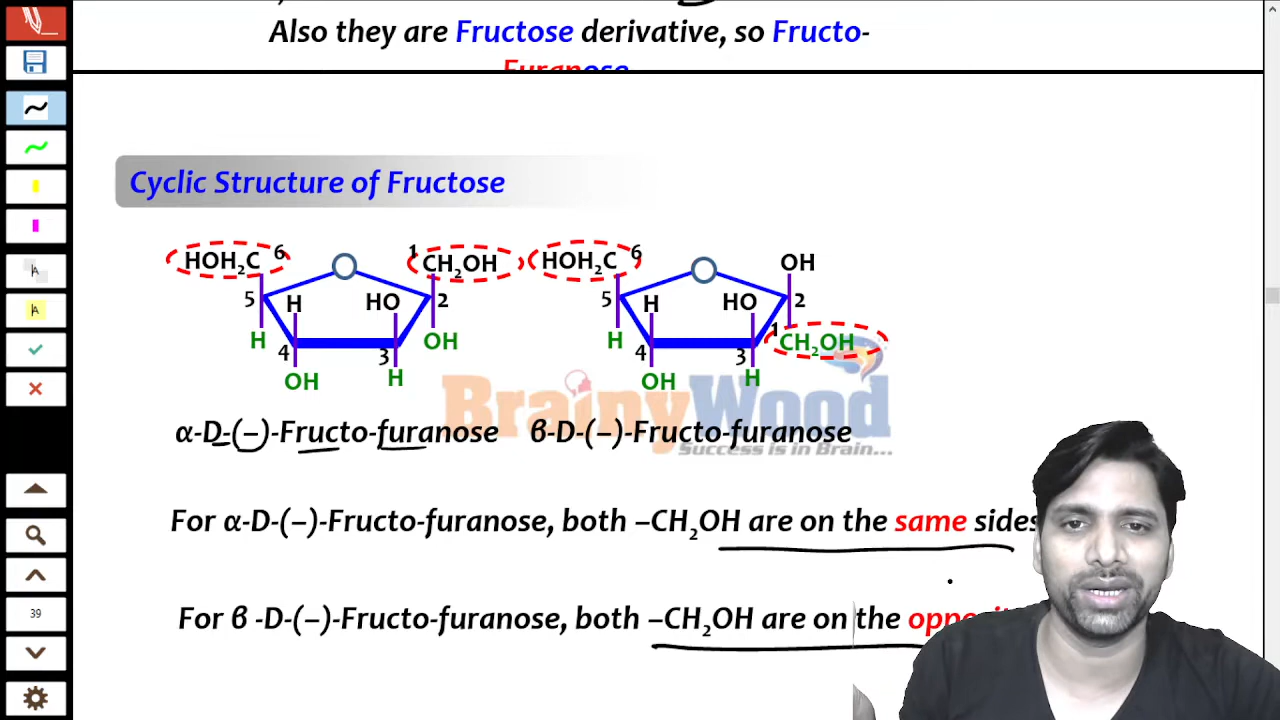 Also they are Fructose derivative, so Fructo-
Furanose
Cyclic Structure of Fructose
HOH₂C 6 1 CH₂OH HOH₂C 6 OH
5 H HO 2 5 H HO 2
H 4 3 OH H 4 3 1 CH₂OH
OH H OH H
BrainyWood
α-D-(–)-Fructo-furanose β-D-(–)-Fructo-furanose
Success is in Brain...
For α-D-(–)-Fructo-furanose, both –CH₂OH are on the same sides
For β -D-(–)-Fructo-furanose, both –CH₂OH are on the
39